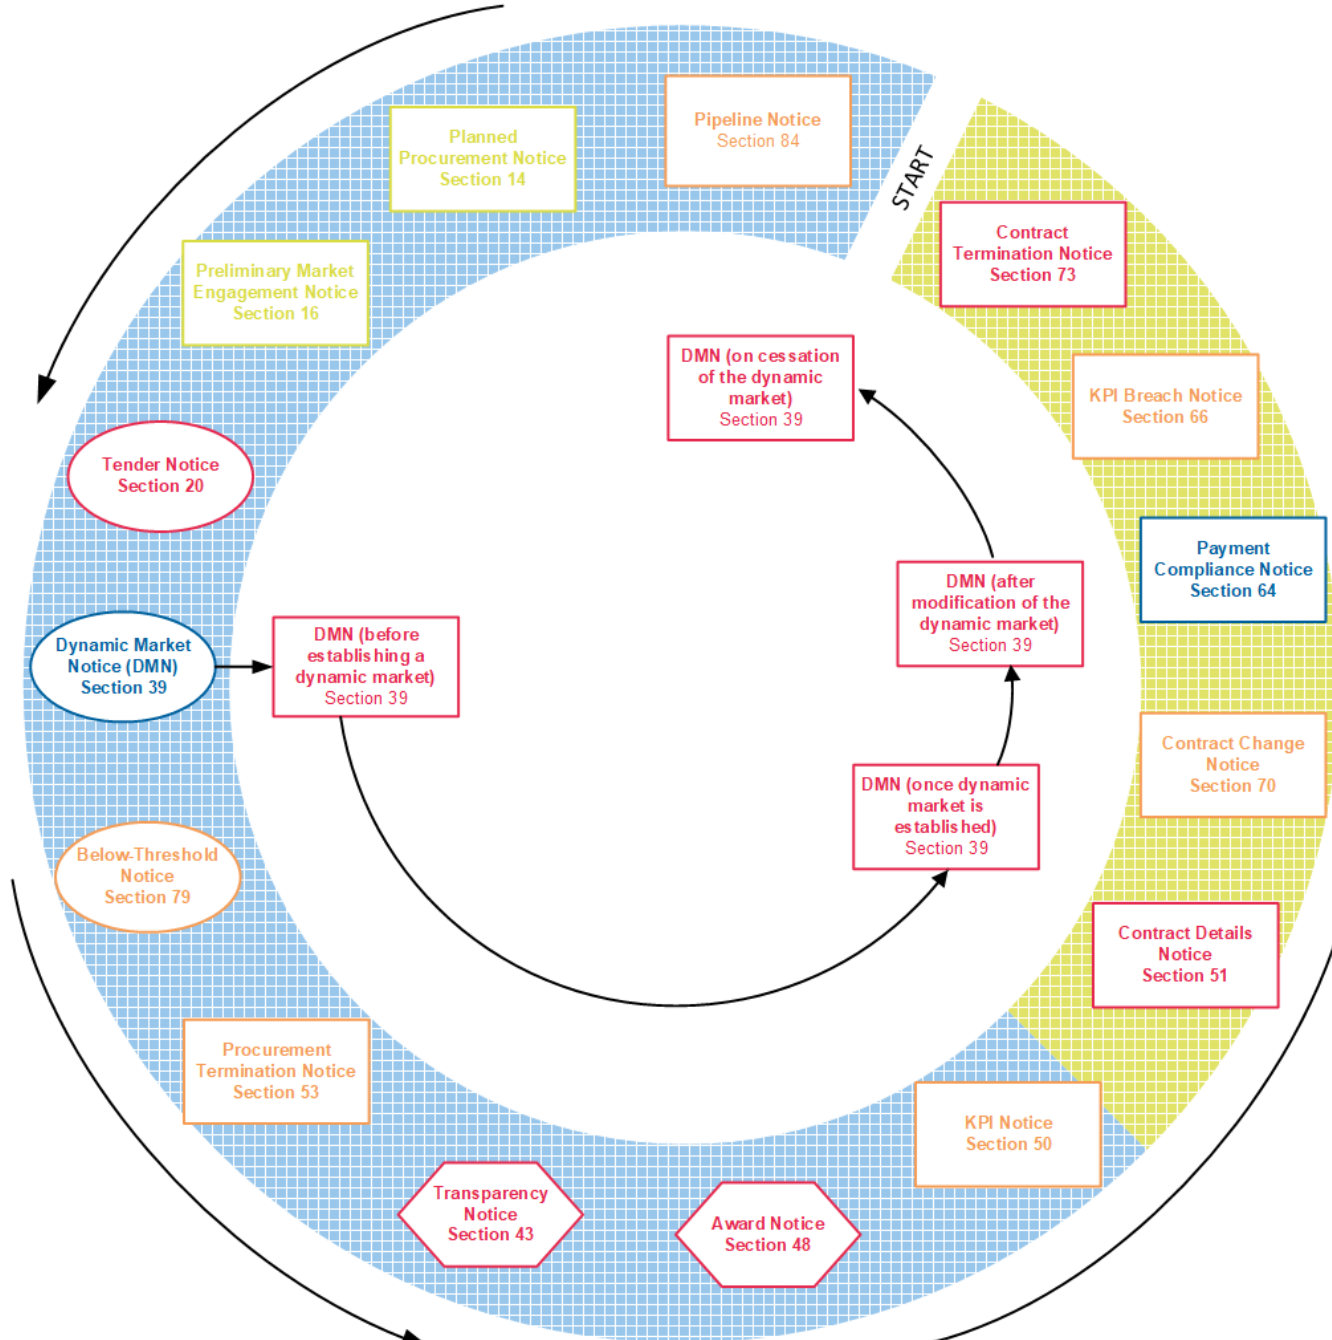 START
Pipeline Notice
Section 84
Planned
Procurement Notice
Section 14
Preliminary Market
Engagement Notice
Section 16
Tender Notice
Section 20
Dynamic Market
Notice (DMN)
Section 39
DMN (before
establishing a
dynamic market)
Section 39
DMN (once dynamic
market is
established)
Section 39
DMN (after
modification of the
dynamic market)
Section 39
DMN (on cessation
of the dynamic
market)
Section 39
Below-Threshold
Notice
Section 79
Procurement
Termination Notice
Section 53
Transparency
Notice
Section 43
Award Notice
Section 48
KPI Notice
Section 50
Contract Details
Notice
Section 51
Contract Change
Notice
Section 70
Payment
Compliance Notice
Section 64
KPI Breach Notice
Section 66
Contract
Termination Notice
Section 73